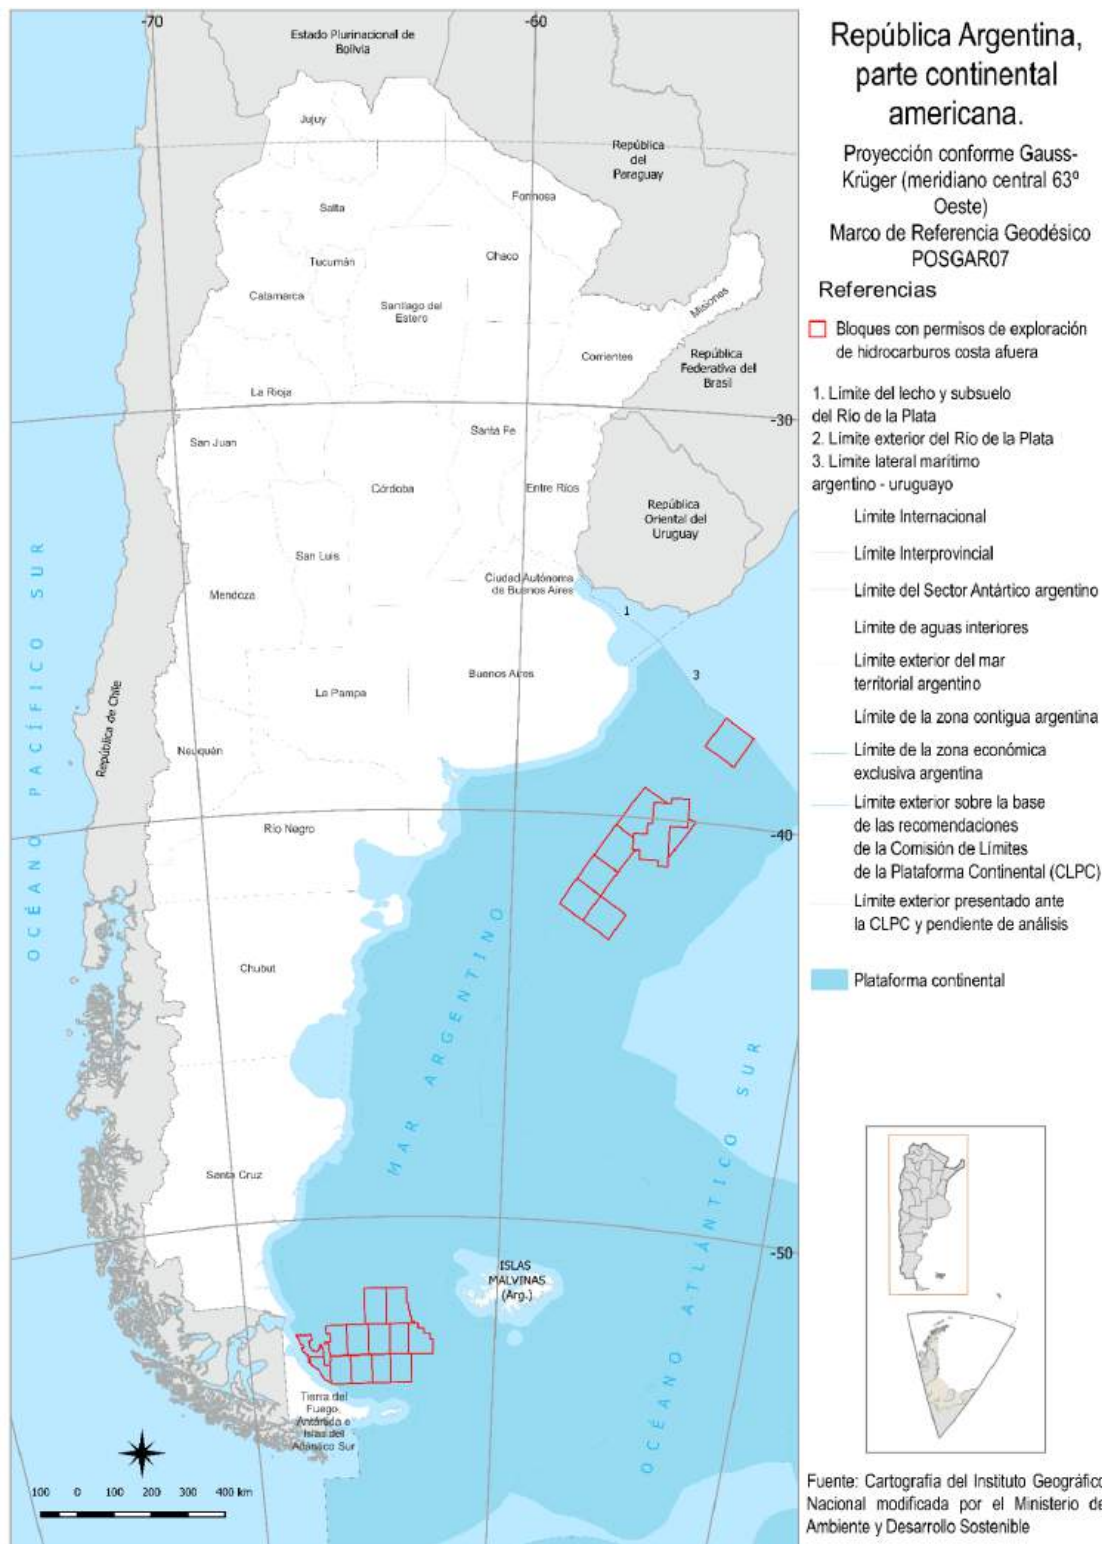 -70
-60
Estado Plurinacional de
Bolivia
Jujuy
República
del
Paraguay
Salta
Formosa
Tucumán
Chaco
Catamarca
Santiago del
Estero
Misiones
Corrientes
República
Federativa del
Brasil
La Rioja
-30
San Juan
Santa Fe
Córdoba
Entre Ríos
República
Oriental del
Uruguay
San Luis
Ciudad Autónoma
de Buenos Aires
Mendoza
1
Buenos Aires
3
La Pampa
República de Chile
Neuquén
OCÉANO PACÍFICO SUR
Río Negro
-40
Chubut
MAR ARGENTINO
Santa Cruz
OCÉANO ATLÁNTICO SUR
-50
ISLAS
MALVINAS
(Arg.)
Tierra del
Fuego,
Antártida e
Islas del
Atlántico Sur
100 0 100 200 300 400 km
República Argentina,
parte continental
americana.
Proyección conforme Gauss-
Krüger (meridiano central 63º
Oeste)
Marco de Referencia Geodésico
POSGAR07
Referencias
Bloques con permisos de exploración
de hidrocarburos costa afuera
1. Límite del lecho y subsuelo
del Río de la Plata
2. Límite exterior del Río de la Plata
3. Límite lateral marítimo
argentino - uruguayo
Límite Internacional
Límite Interprovincial
Límite del Sector Antártico argentino
Límite de aguas interiores
Límite exterior del mar
territorial argentino
Límite de la zona contigua argentina
Límite de la zona económica
exclusiva argentina
Límite exterior sobre la base
de las recomendaciones
de la Comisión de Límites
de la Plataforma Continental (CLPC)
Límite exterior presentado ante
la CLPC y pendiente de análisis
Plataforma continental
Fuente: Cartografía del Instituto Geográfico
Nacional modificada por el Ministerio de
Ambiente y Desarrollo Sostenible